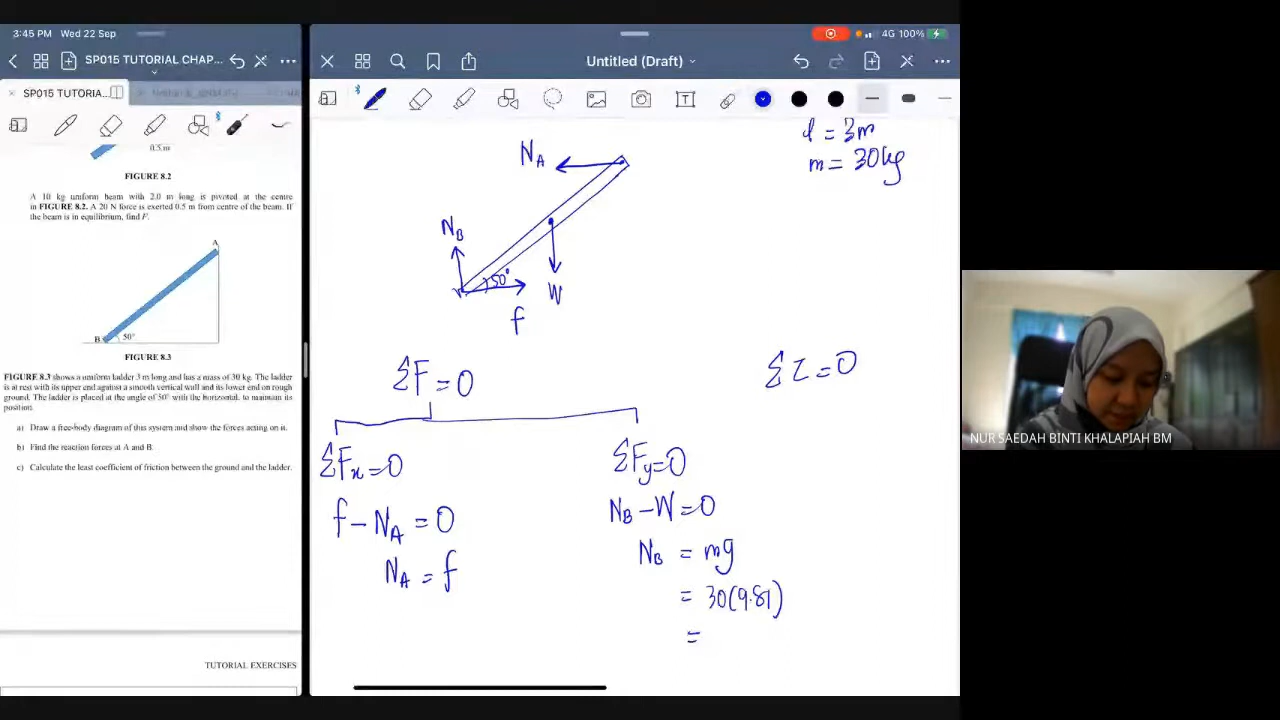 3:45 PM Wed 22 Sep
4G 100%
SP015 TUTORIAL CHAP...
Untitled (Draft)
SP015 TUTORIA...
0.5 m
FIGURE 8.2
A 10 kg uniform beam with 2.0 m long is pivoted at the centre
in FIGURE 8.2. A 20 N force is exerted 0.5 m from centre of the beam. If
the beam is in equilibrium, find F.
A
B
50°
FIGURE 8.3
FIGURE 8.3 shows a uniform ladder 3 m long and has a mass of 30 kg. The ladder
is at rest with its upper end against a smooth vertical wall and its lower end on rough
ground. The ladder is placed at the angle of 50° with the horizontal, to maintain its
position.
a) Draw a free-body diagram of this system and show the forces acting on it.
b) Find the reaction forces at A and B.
c) Calculate the least coefficient of friction between the ground and the ladder.
TUTORIAL EXERCISES
l = 3m
m = 30kg
N_A
N_B
50°
W
f
ΣF = 0
Στ = 0
ΣFx = 0
f - N_A = 0
N_A = f
ΣFy = 0
N_B - W = 0
N_B = mg
= 30(9.81)
=
NUR SAEDAH BINTI KHALAPIAH BM